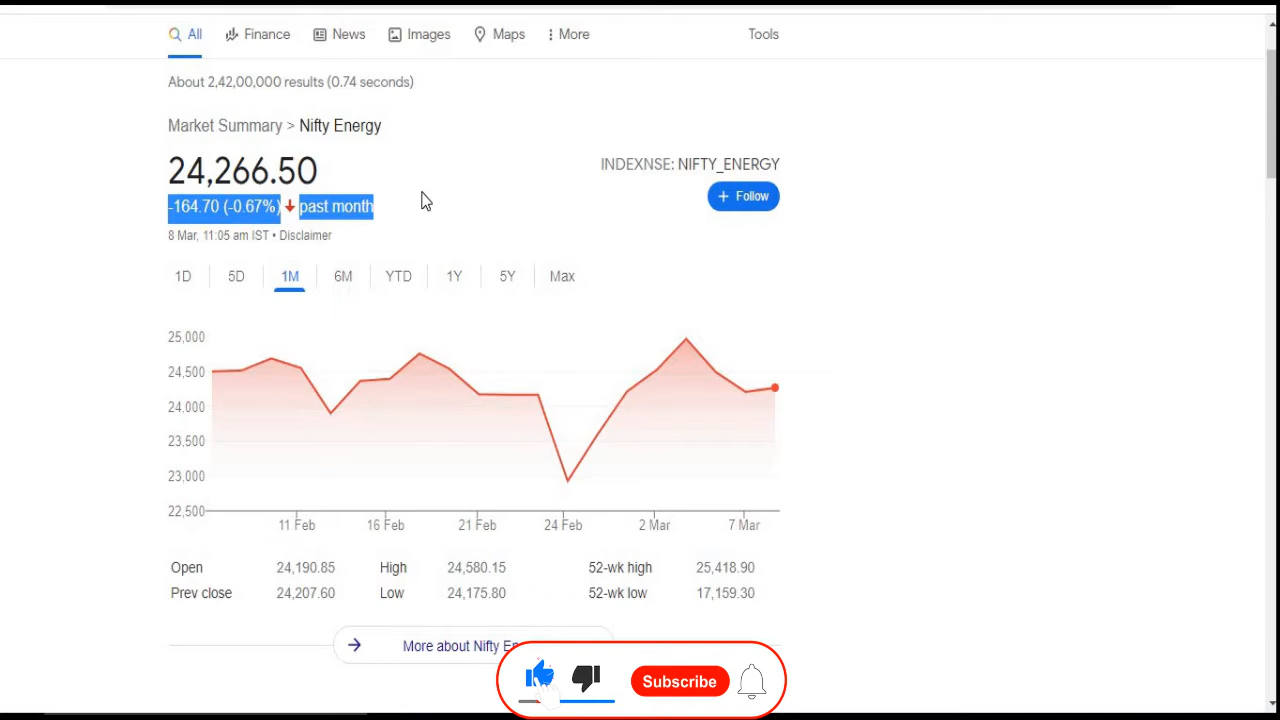 All Finance News Images Maps More Tools
About 2,42,00,000 results (0.74 seconds)
Market Summary > Nifty Energy
24,266.50
INDEXNSE: NIFTY_ENERGY
-164.70 (-0.67%) past month
+ Follow
8 Mar, 11:05 am IST • Disclaimer
1D 5D 1M 6M YTD 1Y 5Y Max
25,000
24,500
24,000
23,500
23,000
22,500
11 Feb 16 Feb 21 Feb 24 Feb 2 Mar 7 Mar
Open 24,190.85 High 24,580.15 52-wk high 25,418.90
Prev close 24,207.60 Low 24,175.80 52-wk low 17,159.30
More about Nifty En
Subscribe